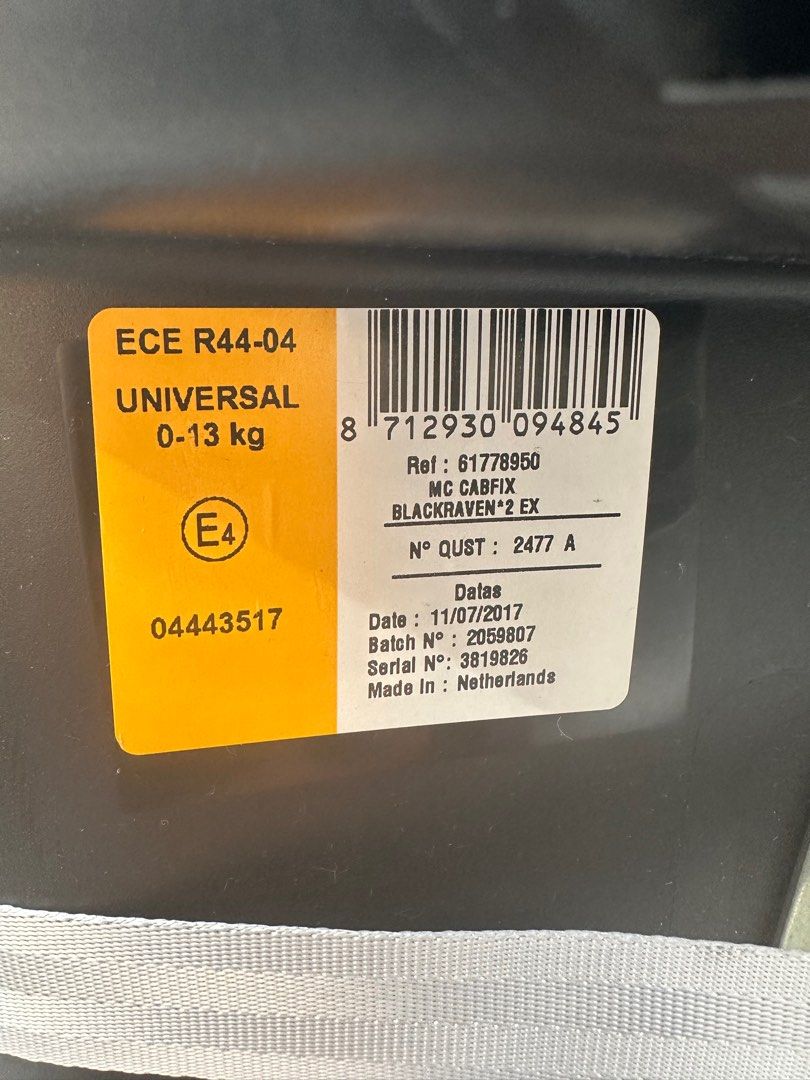 ECE R44-04
UNIVERSAL
0-13 kg
E4
04443517
8 712930 094845
Ref : 61778950
MC CABFIX
BLACKRAVEN*2 EX
N° QUST : 2477 A
Datas
Date : 11/07/2017
Batch N° : 2059807
Serial N°: 3819826
Made In : Netherlands